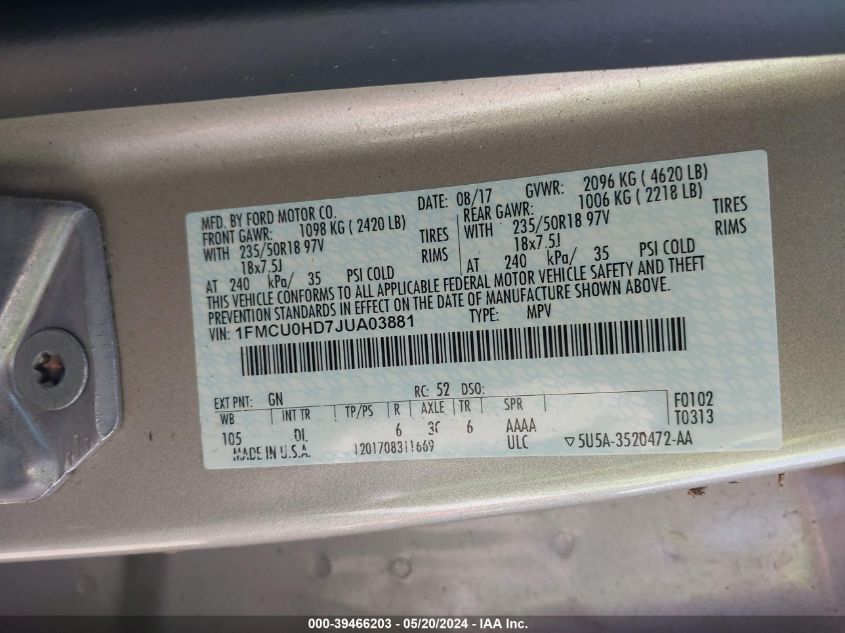 MFD. BY FORD MOTOR CO.
DATE: 08/17
GVWR: 2096 KG ( 4620 LB)
FRONT GAWR: 1098 KG ( 2420 LB)
REAR GAWR: 1006 KG ( 2218 LB)
WITH 235/50R18 97V TIRES
WITH 235/50R18 97V TIRES
18x7.5J RIMS
18x7.5J RIMS
AT 240 kPa/ 35 PSI COLD
AT 240 kPa/ 35 PSI COLD
THIS VEHICLE CONFORMS TO ALL APPLICABLE FEDERAL MOTOR VEHICLE SAFETY AND THEFT
PREVENTION STANDARDS IN EFFECT ON THE DATE OF MANUFACTURE SHOWN ABOVE.
VIN: 1FMCU0HD7JUA03881 TYPE: MPV
EXT PNT: GN RC: 52 DSO:
WB INT TR TP/PS R AXLE TR SPR F0102
105 DL 6 6 AAAA T0313
MADE IN U.S.A. 1201708311669 ULC ▽5U5A-3520472-AA
000-39466203 - 05/20/2024 - IAAI Inc.